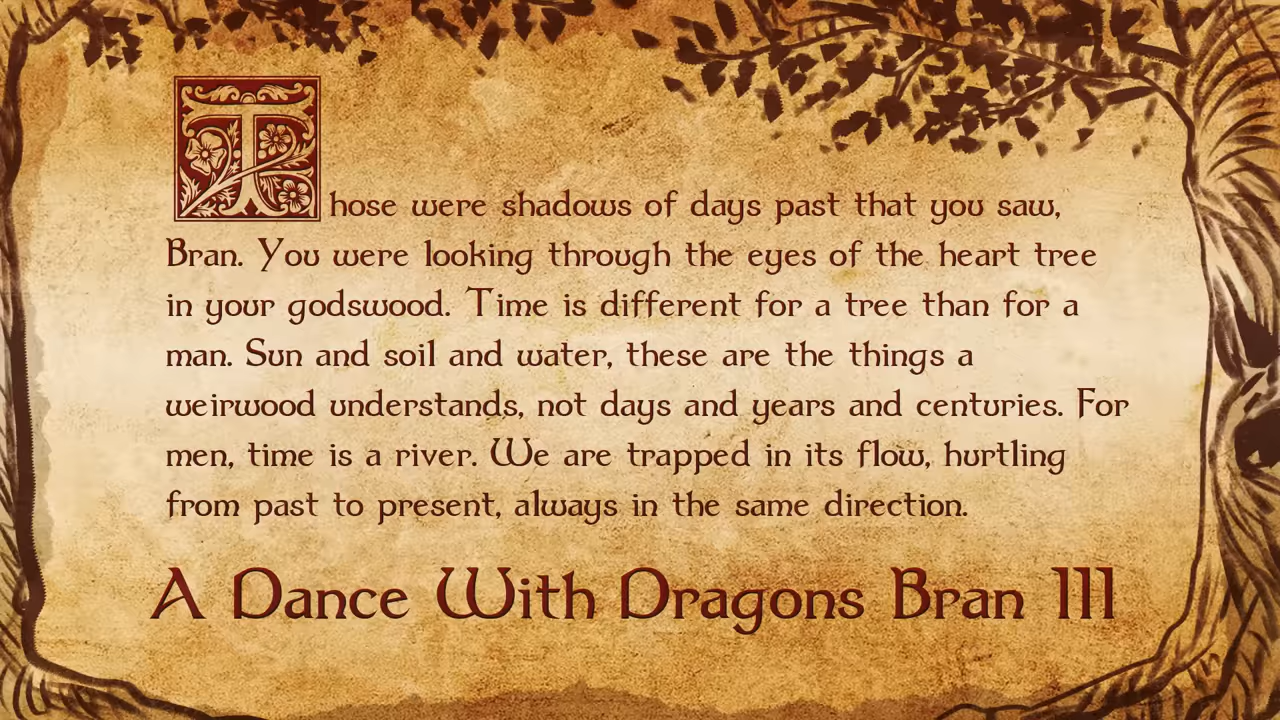 Those were shadows of days past that you saw,
Bran. You were looking through the eyes of the heart tree
in your godswood. Time is different for a tree than for a
man. Sun and soil and water, these are the things a
weirwood understands, not days and years and centuries. For
men, time is a river. We are trapped in its flow, hurtling
from past to present, always in the same direction.
A Dance With Dragons Bran III